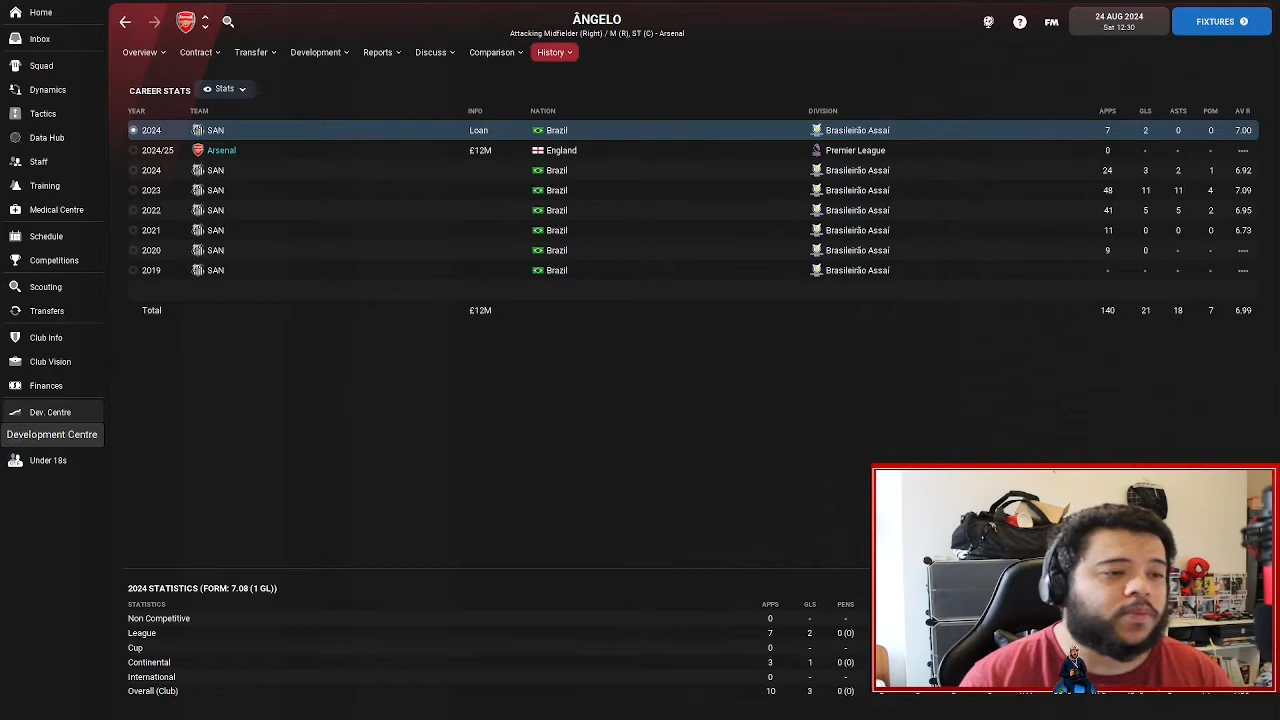 Home
Inbox
Squad
Dynamics
Tactics
Data Hub
Staff
Training
Medical Centre
Schedule
Competitions
Scouting
Transfers
Club Info
Club Vision
Finances
Dev. Centre
Development Centre
Under 18s
ÂNGELO
Attacking Midfielder (Right) / M (R), ST (C) - Arsenal
FM
24 AUG 2024
Sat 12:30
FIXTURES
Overview Contract Transfer Development Reports Discuss Comparison History
CAREER STATS Stats
YEAR TEAM INFO NATION DIVISION APPS GLS ASTS POM AV R
2024 SAN Loan Brazil Brasileirão Assaí 7 2 0 0 7.00
2024/25 Arsenal £12M England Premier League 0 - - - ----
2024 SAN Brazil Brasileirão Assaí 24 3 2 1 6.92
2023 SAN Brazil Brasileirão Assaí 48 11 11 4 7.09
2022 SAN Brazil Brasileirão Assaí 41 5 5 2 6.95
2021 SAN Brazil Brasileirão Assaí 11 0 0 0 6.73
2020 SAN Brazil Brasileirão Assaí 9 0 - - ----
2019 SAN Brazil Brasileirão Assaí - - - - ----
Total £12M 140 21 18 7 6.99
2024 STATISTICS (FORM: 7.08 (1 GL))
STATISTICS APPS GLS PENS
Non Competitive 0 - -
League 7 2 0 (0)
Cup 0 - -
Continental 3 1 0 (0)
International 0 - -
Overall (Club) 10 3 0 (0)